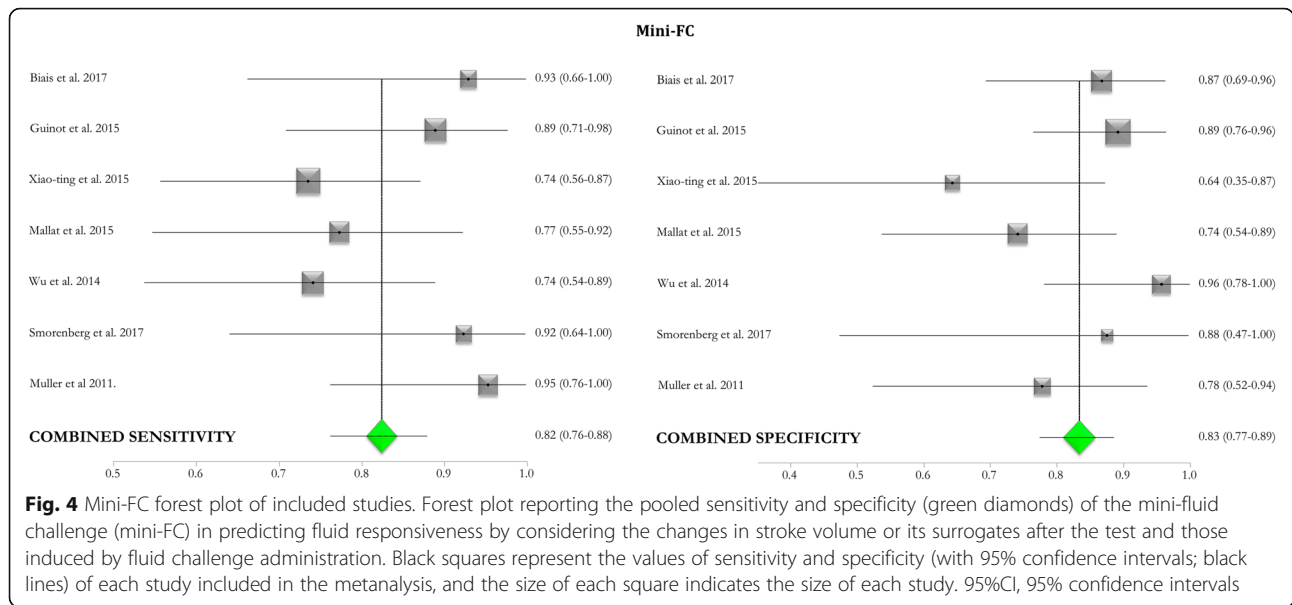 Mini-FC
Biais et al. 2017 0.93 (0.66-1.00)
Guinot et al. 2015 0.89 (0.71-0.98)
Xiao-ting et al. 2015 0.74 (0.56-0.87)
Mallat et al. 2015 0.77 (0.55-0.92)
Wu et al. 2014 0.74 (0.54-0.89)
Smorenberg et al. 2017 0.92 (0.64-1.00)
Muller et al 2011. 0.95 (0.76-1.00)
COMBINED SENSITIVITY 0.82 (0.76-0.88)
0.5 0.6 0.7 0.8 0.9 1.0
Biais et al. 2017 0.87 (0.69-0.96)
Guinot et al. 2015 0.89 (0.76-0.96)
Xiao-ting et al. 2015 0.64 (0.35-0.87)
Mallat et al. 2015 0.74 (0.54-0.89)
Wu et al. 2014 0.96 (0.78-1.00)
Smorenberg et al. 2017 0.88 (0.47-1.00)
Muller et al. 2011 0.78 (0.52-0.94)
COMBINED SPECIFICITY 0.83 (0.77-0.89)
0.4 0.5 0.6 0.7 0.8 0.9 1.0
Fig. 4 Mini-FC forest plot of included studies. Forest plot reporting the pooled sensitivity and specificity (green diamonds) of the mini-fluid
challenge (mini-FC) in predicting fluid responsiveness by considering the changes in stroke volume or its surrogates after the test and those
induced by fluid challenge administration. Black squares represent the values of sensitivity and specificity (with 95% confidence intervals; black
lines) of each study included in the metanalysis, and the size of each square indicates the size of each study. 95%CI, 95% confidence intervals